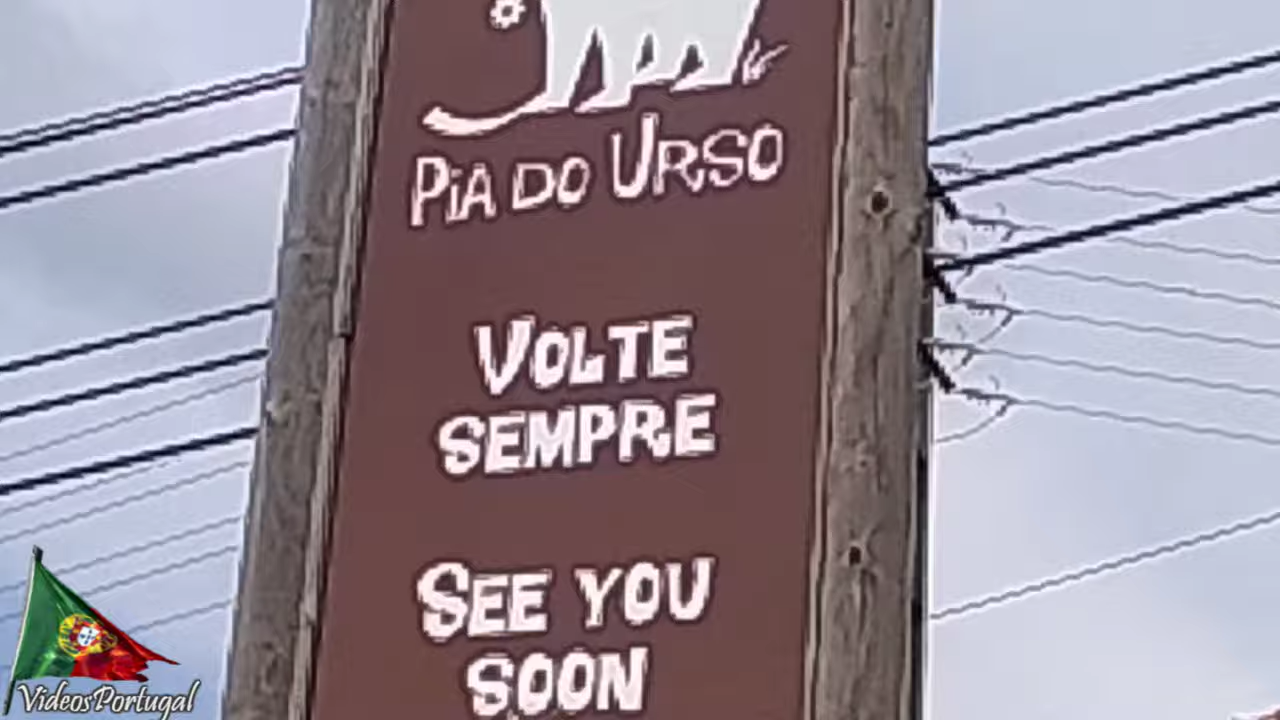 PiA DO URSO
VOLTE
SEMPRE
SEE YOU
SOON
VideosPortugal